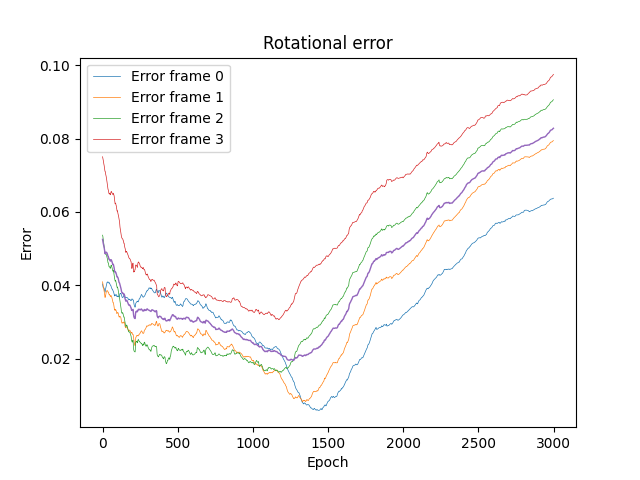 Rotational error
Error frame 0
Error frame 1
Error frame 2
Error frame 3
0.10
0.08
0.06
0.04
0.02
Error
0
500
1000
1500
2000
2500
3000
Epoch